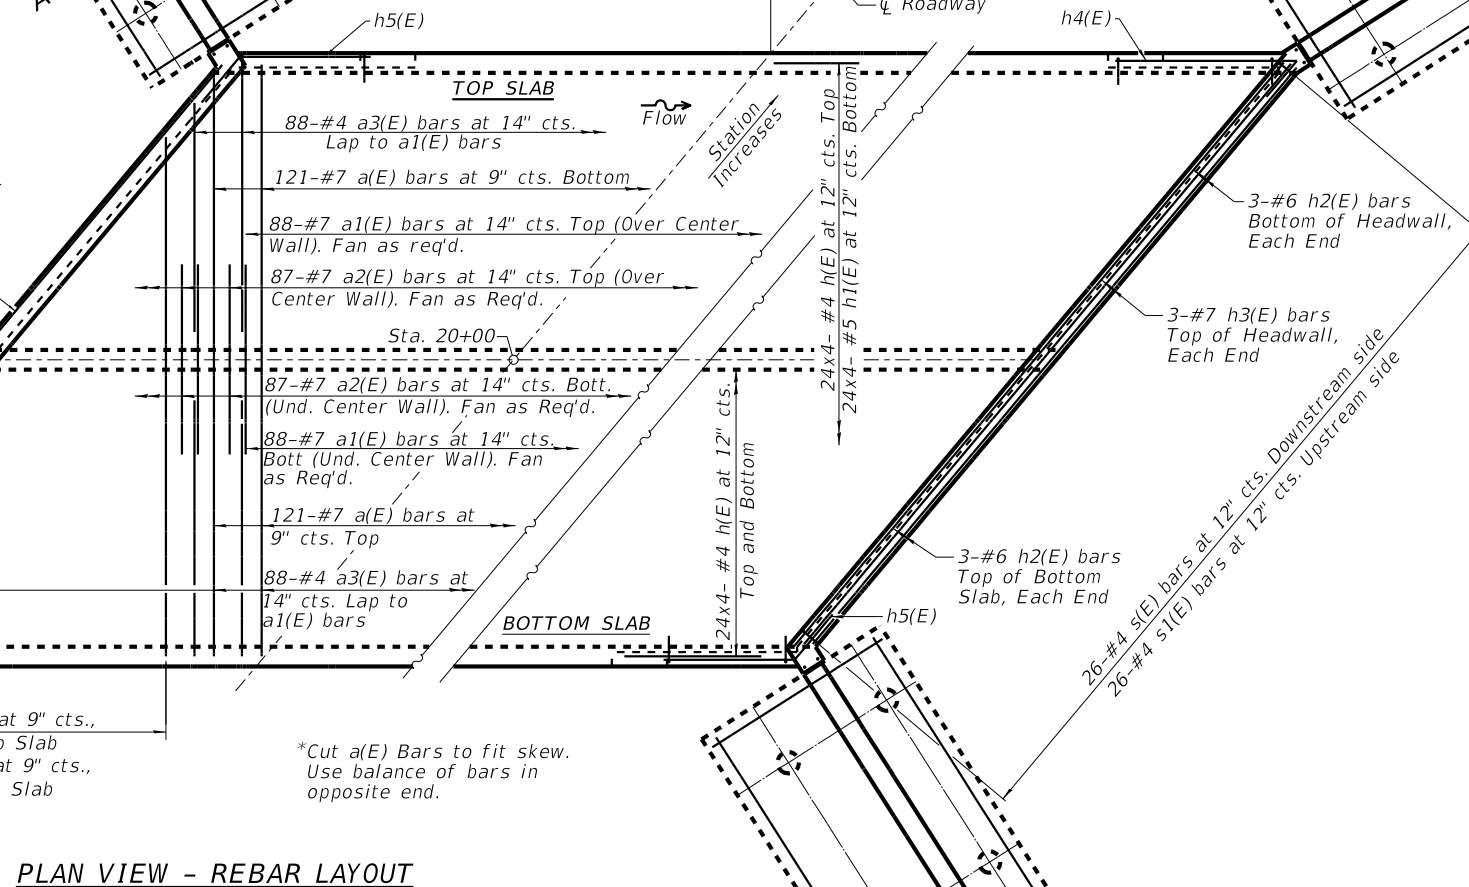 h5(E)
℄ Roadway
h4(E)
TOP SLAB
Flow
Station
Increases
88-#4 a3(E) bars at 14" cts.
Lap to a1(E) bars
121-#7 a(E) bars at 9" cts. Bottom
88-#7 a1(E) bars at 14" cts. Top (Over Center
Wall). Fan as req'd.
87-#7 a2(E) bars at 14" cts. Top (Over
Center Wall). Fan as Req'd.
Sta. 20+00
87-#7 a2(E) bars at 14" cts. Bott.
(Und. Center Wall). Fan as Req'd.
88-#7 a1(E) bars at 14" cts.
Bott (Und. Center Wall). Fan
as Req'd.
121-#7 a(E) bars at
9" cts. Top
88-#4 a3(E) bars at
14" cts. Lap to
a1(E) bars
24x4- #4 h(E) at 12" cts. Top
24x4- #5 h1(E) at 12" cts. Bottom
24x4- #4 h(E) at 12" cts.
Top and Bottom
BOTTOM SLAB
3-#6 h2(E) bars
Bottom of Headwall,
Each End
3-#7 h3(E) bars
Top of Headwall,
Each End
3-#6 h2(E) bars
Top of Bottom
Slab, Each End
h5(E)
26-#4 s(E) bars at 12" cts. Downstream side
26-#4 s1(E) bars at 12" cts. Upstream side
at 9" cts.,
Slab
at 9" cts.,
Slab
*Cut a(E) Bars to fit skew.
Use balance of bars in
opposite end.
PLAN VIEW - REBAR LAYOUT